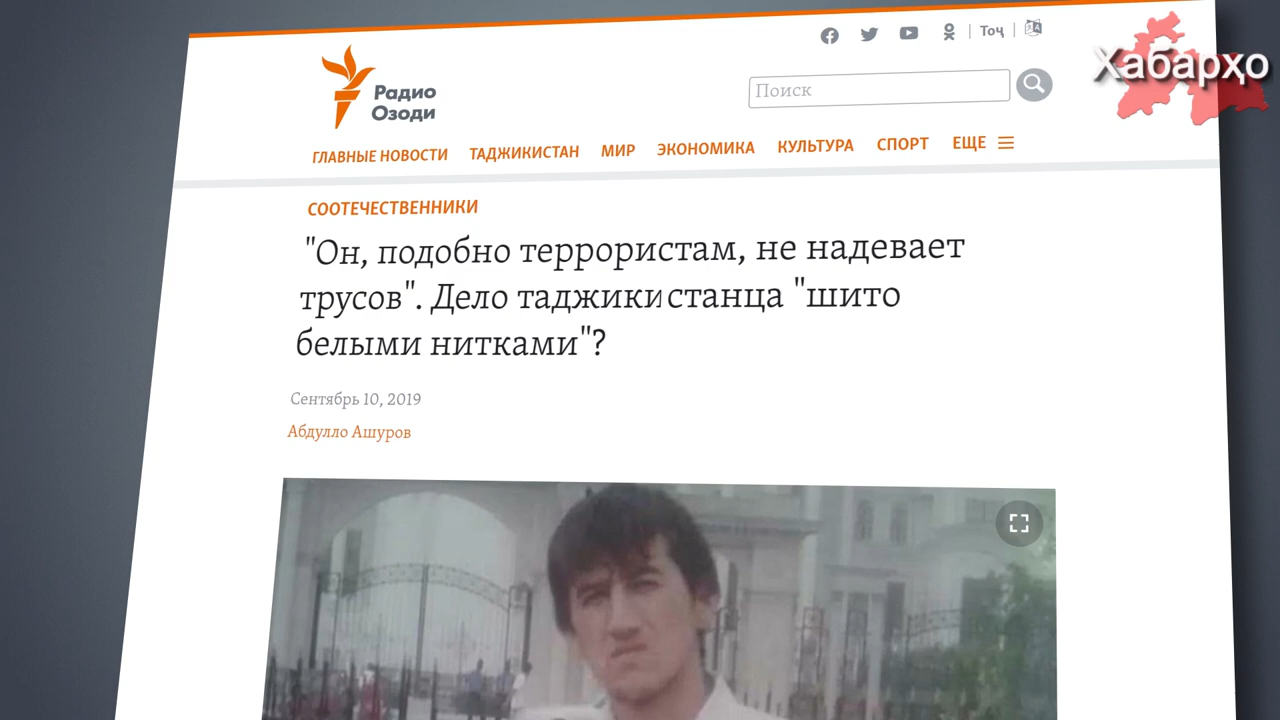 Тоҷ
Хабарҳо
Радио
Озоди
Поиск
ГЛАВНЫЕ НОВОСТИ ТАДЖИКИСТАН МИР ЭКОНОМИКА КУЛЬТУРА СПОРТ ЕЩЕ
СООТЕЧЕСТВЕННИКИ
"Он, подобно террористам, не надевает
трусов". Дело таджикистанца "шито
белыми нитками"?
Сентябрь 10, 2019
Абдулло Ашуров